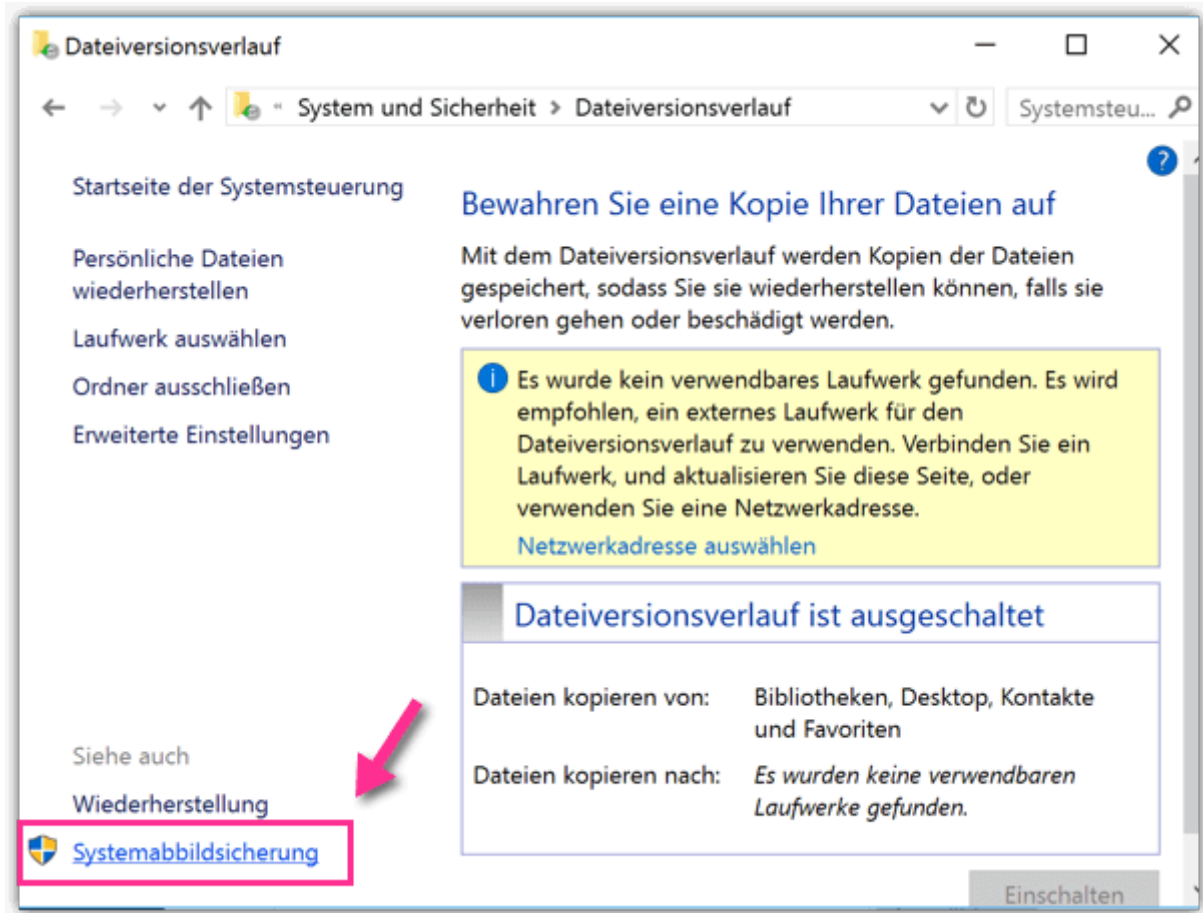 Dateiversionsverlauf
System und Sicherheit > Dateiversionsverlauf
Systemsteu...
Startseite der Systemsteuerung
Persönliche Dateien
wiederherstellen
Laufwerk auswählen
Ordner ausschließen
Erweiterte Einstellungen
Siehe auch
Wiederherstellung
Systemabbildsicherung
?
Bewahren Sie eine Kopie Ihrer Dateien auf
Mit dem Dateiversionsverlauf werden Kopien der Dateien
gespeichert, sodass Sie sie wiederherstellen können, falls sie
verloren gehen oder beschädigt werden.
Es wurde kein verwendbares Laufwerk gefunden. Es wird
empfohlen, ein externes Laufwerk für den
Dateiversionsverlauf zu verwenden. Verbinden Sie ein
Laufwerk, und aktualisieren Sie diese Seite, oder
verwenden Sie eine Netzwerkadresse.
Netzwerkadresse auswählen
Dateiversionsverlauf ist ausgeschaltet
Dateien kopieren von: Bibliotheken, Desktop, Kontakte
und Favoriten
Dateien kopieren nach: Es wurden keine verwendbaren
Laufwerke gefunden.
Einschalten